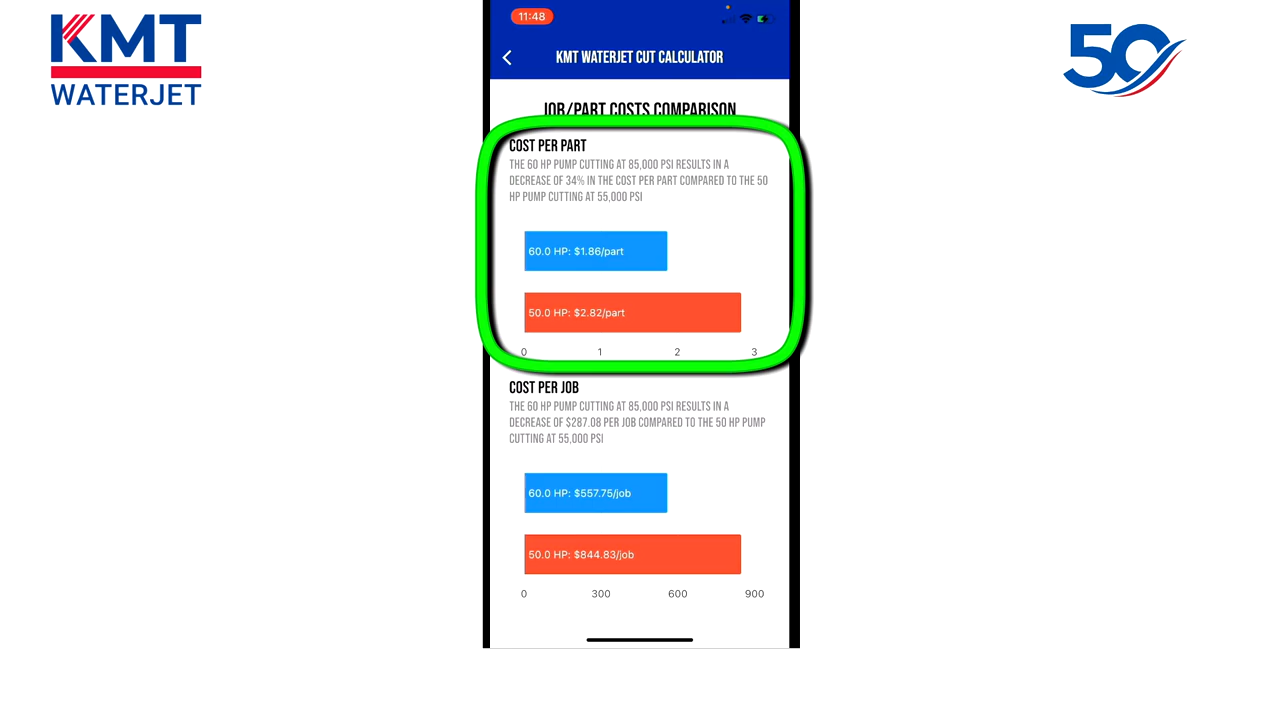 KMT
WATERJET
50
11:48
KMT WATERJET CUT CALCULATOR
JOB/PART COSTS COMPARISON
COST PER PART
THE 60 HP PUMP CUTTING AT 85,000 PSI RESULTS IN A
DECREASE OF 34% IN THE COST PER PART COMPARED TO THE 50
HP PUMP CUTTING AT 55,000 PSI
60.0 HP: $1.86/part
50.0 HP: $2.82/part
0 1 2 3
COST PER JOB
THE 60 HP PUMP CUTTING AT 85,000 PSI RESULTS IN A
DECREASE OF $287.08 PER JOB COMPARED TO THE 50 HP PUMP
CUTTING AT 55,000 PSI
60.0 HP: $557.75/job
50.0 HP: $844.83/job
0 300 600 900